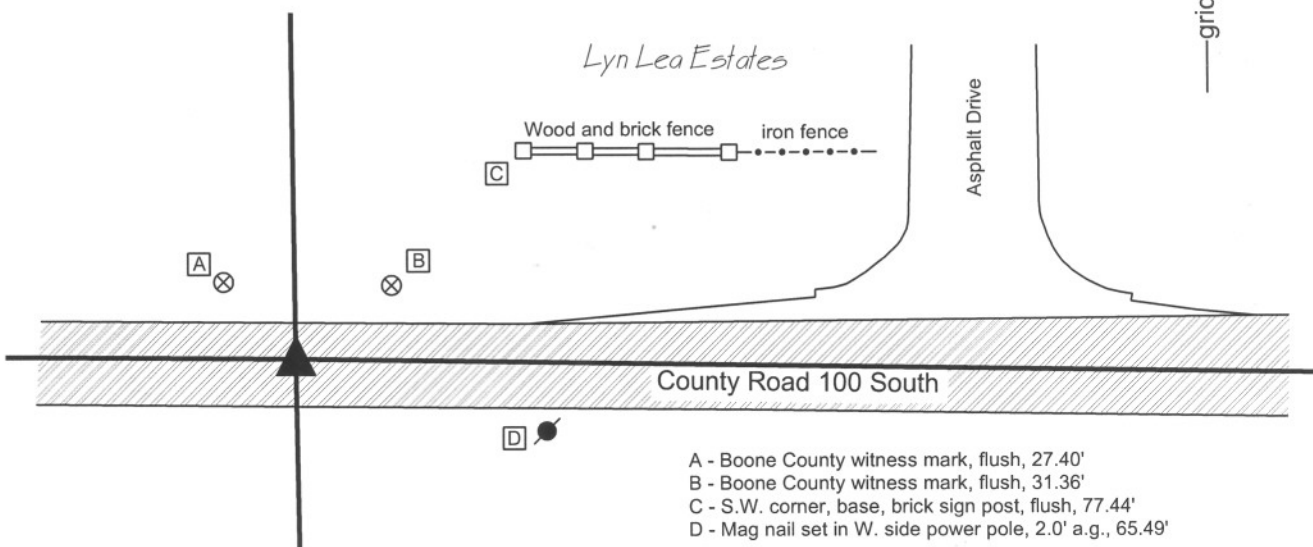 grid
Lyn Lea Estates
Wood and brick fence
iron fence
Asphalt Drive
C
A
B
County Road 100 South
D
A - Boone County witness mark, flush, 27.40'
B - Boone County witness mark, flush, 31.36'
C - S.W. corner, base, brick sign post, flush, 77.44'
D - Mag nail set in W. side power pole, 2.0' a.g., 65.49'